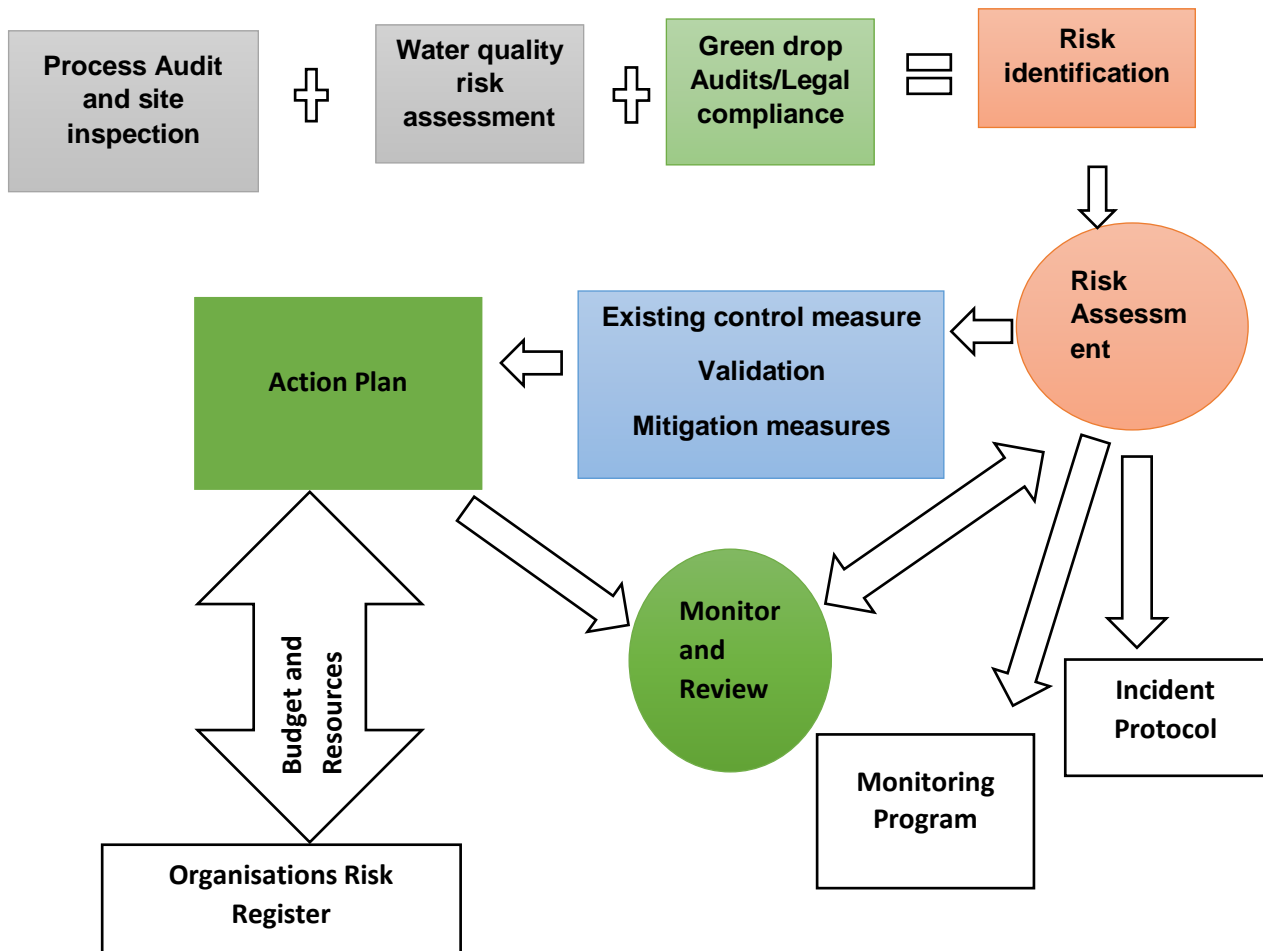 Process Audit
and site
inspection
Water quality
risk
assessment
Green drop
Audits/Legal
compliance
Risk
identification
Risk
Assessm
ent
Existing control measure
Validation
Mitigation measures
Action Plan
Budget and
Resources
Monitor
and
Review
Incident
Protocol
Monitoring
Program
Organisations Risk
Register